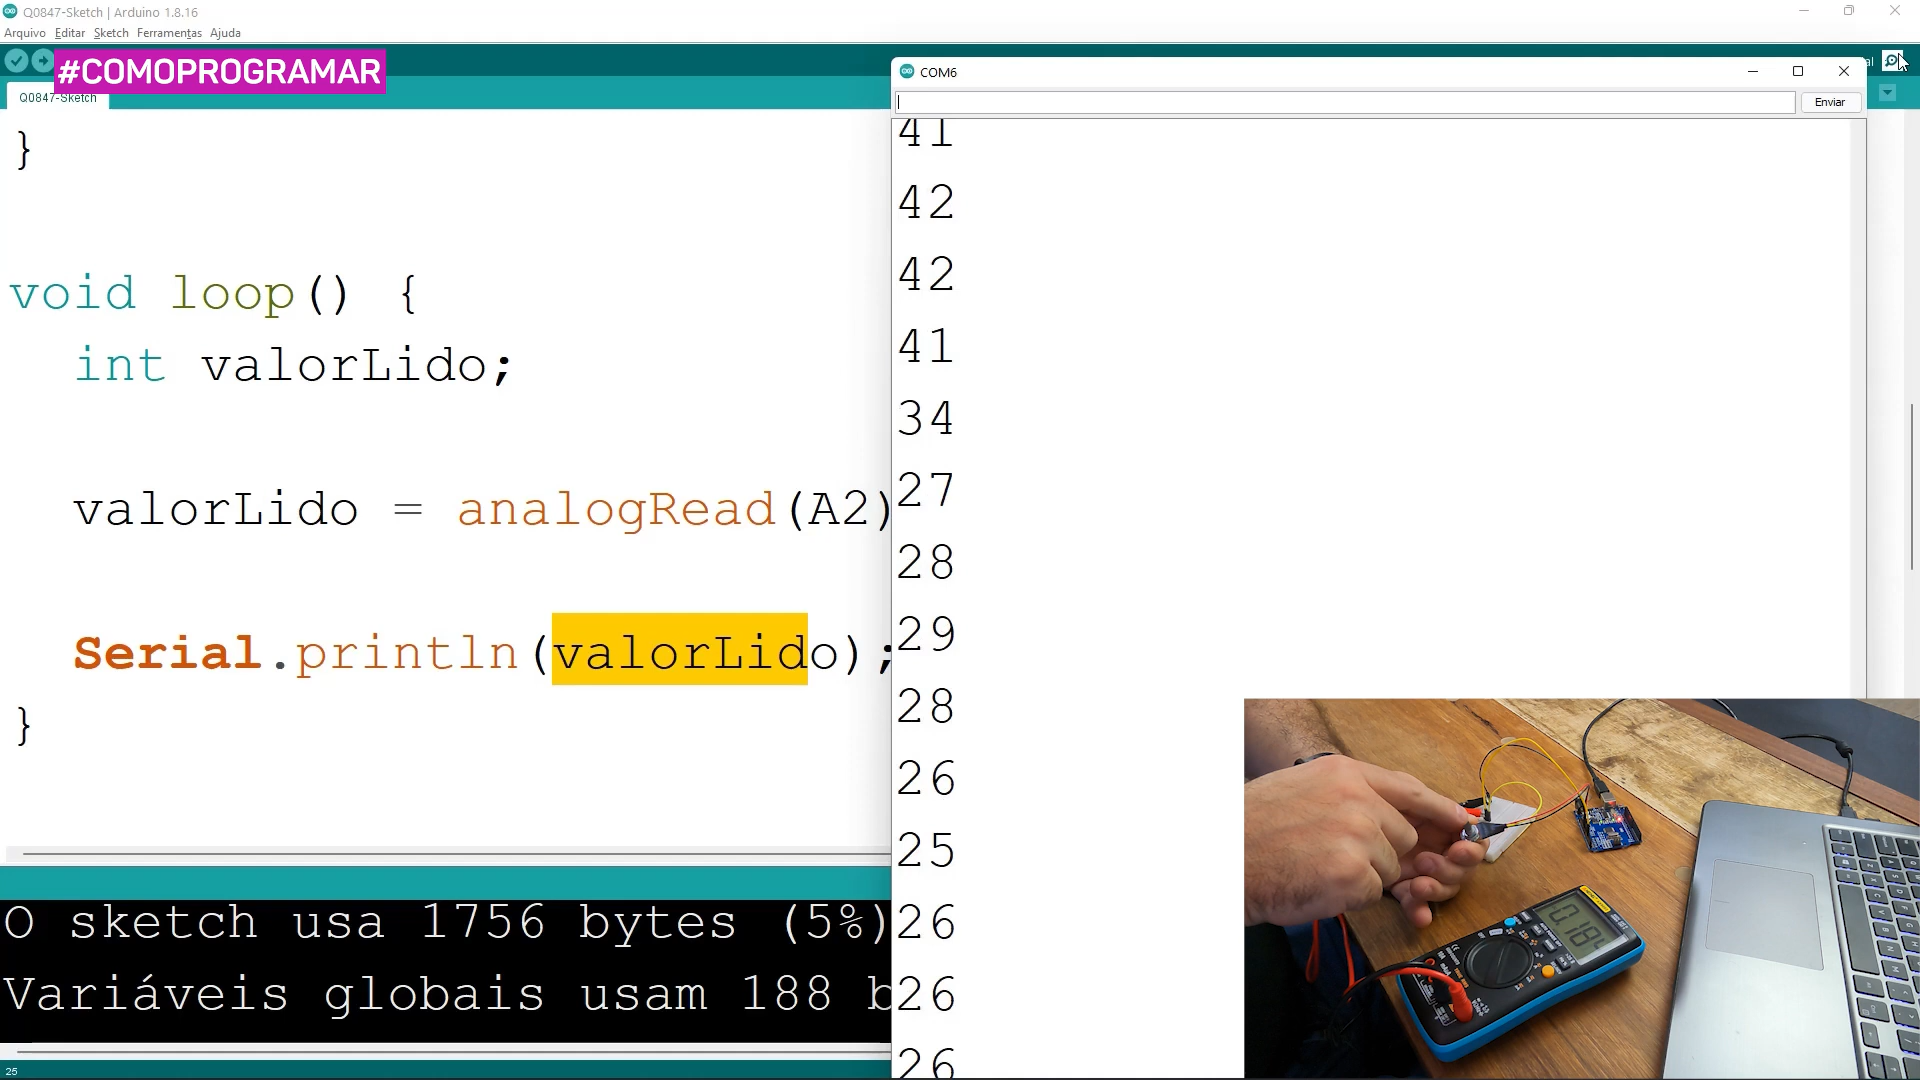 Q0847-Sketch | Arduino 1.8.16
Arquivo Editar Sketch Ferramentas Ajuda
#COMOPROGRAMAR
Q0847-Sketch
}
void loop() {
int valorLido;
valorLido = analogRead(A2)
Serial.println(valorLido);
}
O sketch usa 1756 bytes (5%)
Variáveis globais usam 188 b
25
COM6
Enviar
41
42
42
41
34
27
28
29
28
26
25
26
26
26
al